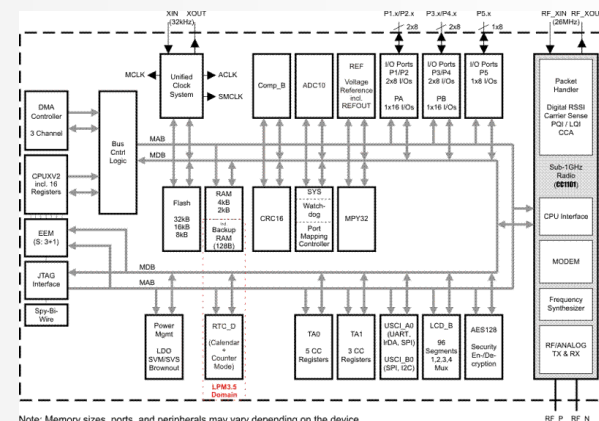 XIN XOUT
(32kHz)
P1.x/P2.x
2x8
P3.x/P4.x
2x8
P5.x
1x8
RF_XIN RF_XOU
(26MHz)
MCLK
Unified
Clock
System
ACLK
SMCLK
Comp_B
ADC10
REF
Voltage
Reference
incl.
REFOUT
I/O Ports
P1/P2
2x8 I/Os
PA
1x16 I/Os
I/O Ports
P3/P4
2x8 I/Os
PB
1x16 I/Os
I/O Ports
P5
1x8 I/Os
Packet
Handler
Digital RSSI
Carrier Sense
PQI / LQI
CCA
DMA
Controller
3 Channel
Bus
Cntrl
Logic
MAB
MDB
CPUXV2
incl. 16
Registers
Sub-1GHz
Radio
(CC1101)
Flash
32kB
16kB
8kB
RAM
4kB
2kB
Backup
RAM
(128B)
CRC16
SYS
Watch-
dog
Port
Mapping
Controller
MPY32
CPU Interface
EEM
(S: 3+1)
JTAG
Interface
Spy-Bi-
Wire
MDB
MAB
MODEM
Frequency
Synthesizer
Power
Mgmt
LDO
SVM/SVS
Brownout
RTC_D
(Calendar
+
Counter
Mode)
LPM3.5
Domain
TA0
5 CC
Registers
TA1
3 CC
Registers
USCI_A0
(UART,
IrDA, SPI)
USCI_B0
(SPI, I2C)
LCD_B
96
Segments
1,2,3,4
Mux
AES128
Security
En-/De-
cryption
RF/ANALOG
TX & RX
RF_P RF_N
Note: Memory sizes, ports, and peripherals may vary depending on the device